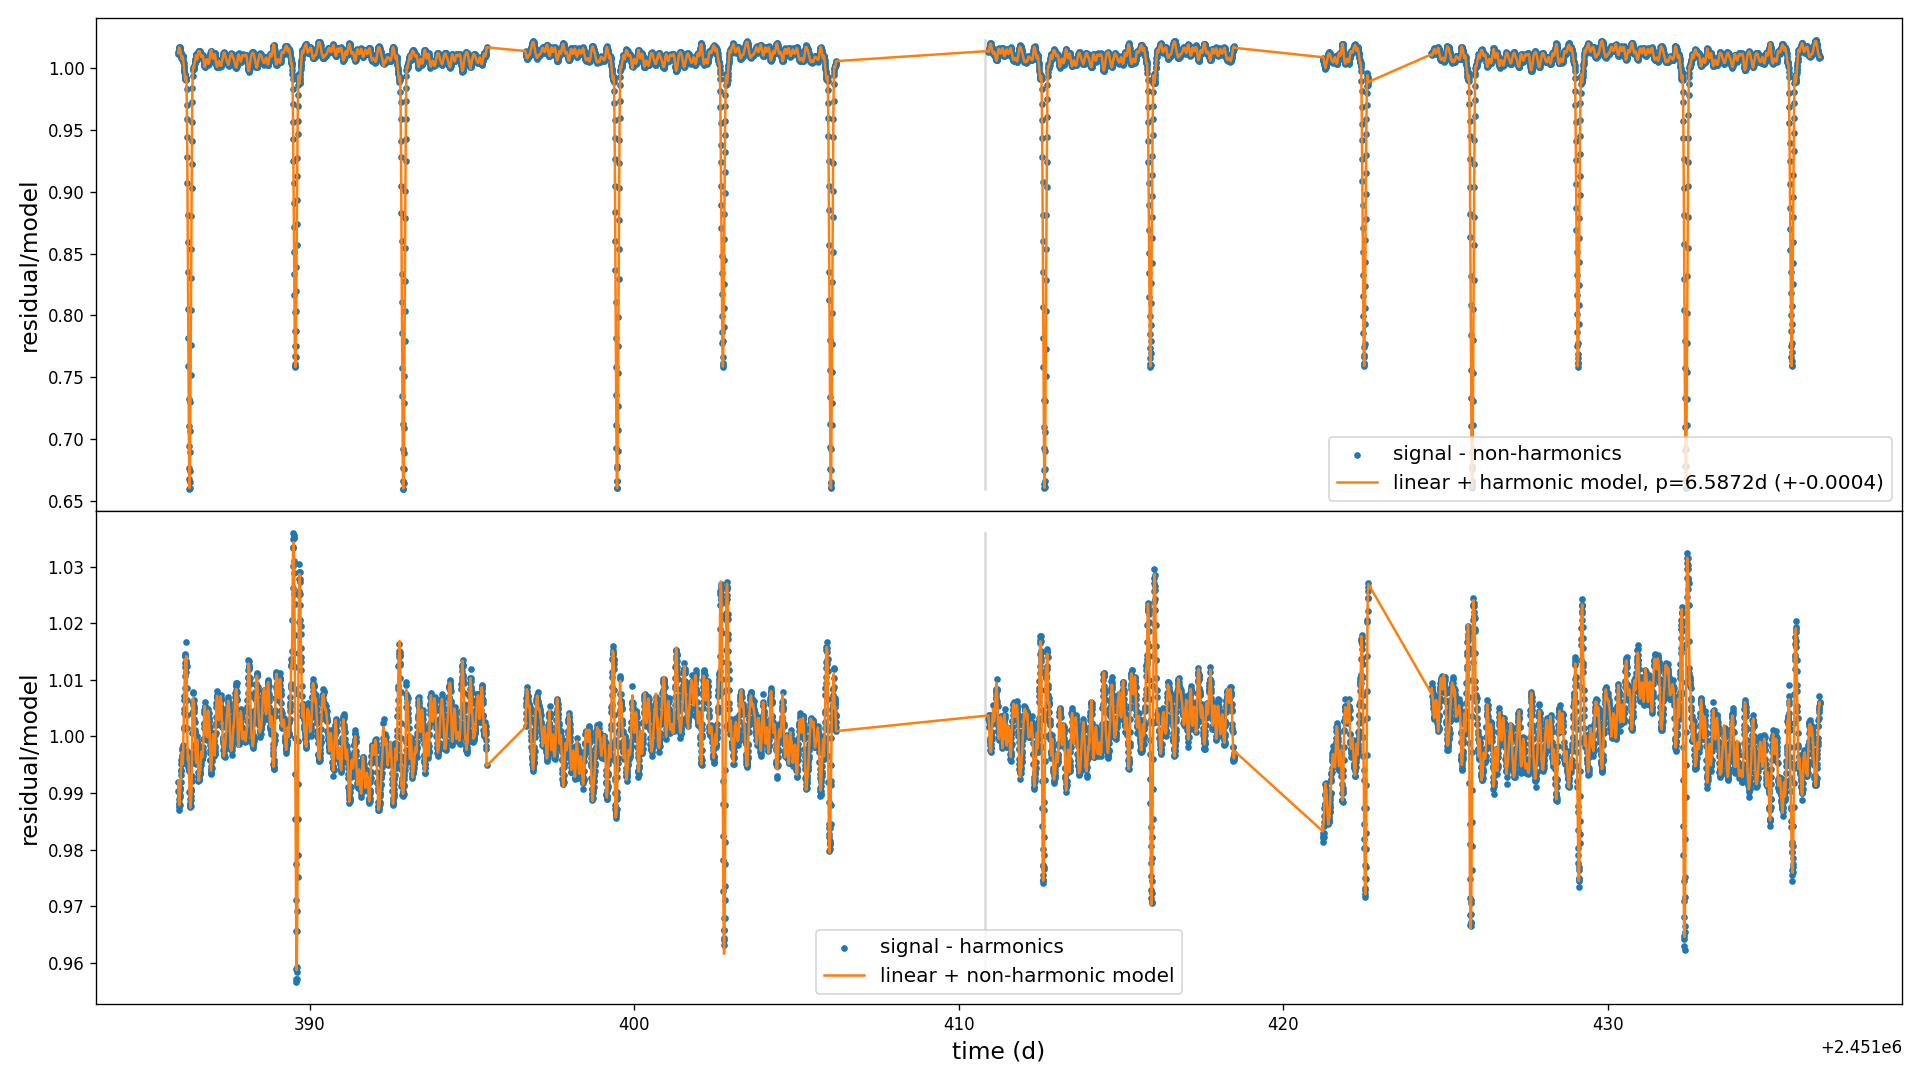 1.00
0.95
0.90
0.85
0.80
0.75
0.70
0.65
residual/model
signal - non-harmonics
linear + harmonic model, p=6.5872d (+-0.0004)
1.03
1.02
1.01
1.00
0.99
0.98
0.97
0.96
residual/model
signal - harmonics
linear + non-harmonic model
390
400
410
420
430
time (d)
+2.451e6